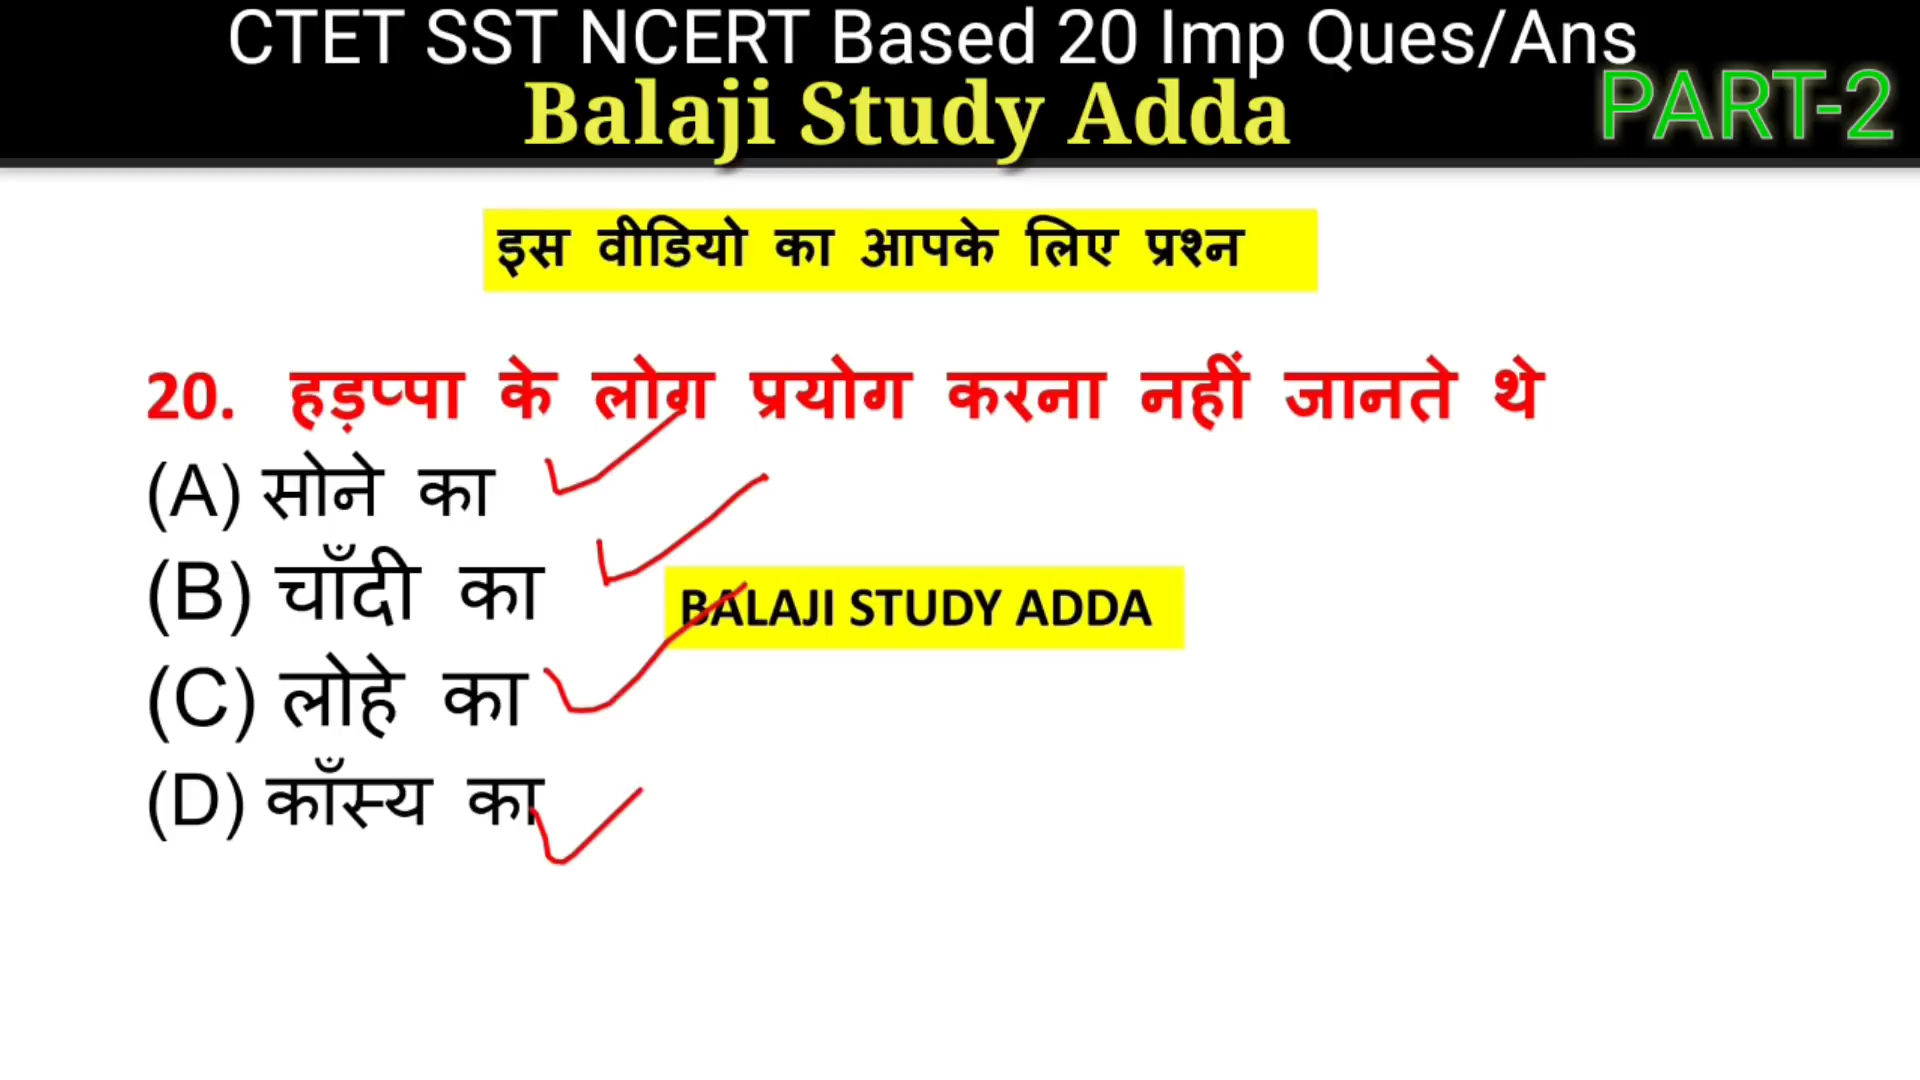 CTET SST NCERT Based 20 Imp Ques/Ans
Balaji Study Adda
PART-2
इस वीडियो का आपके लिए प्रश्न
20. हड़प्पा के लोग प्रयोग करना नहीं जानते थे
(A) सोने का
(B) चाँदी का
BALAJI STUDY ADDA
(C) लोहे का
(D) काँस्य का